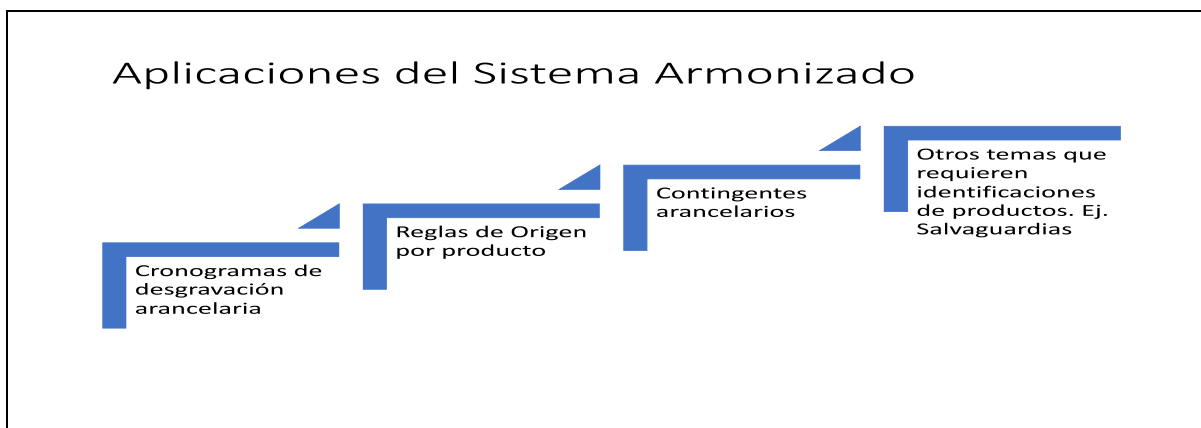 Aplicaciones del Sistema Armonizado
Cronogramas de
desgravación
arancelaria
Reglas de Origen
por producto
Contingentes
arancelarios
Otros temas que
requieren
identificaciones
de productos. Ej.
Salvaguardias